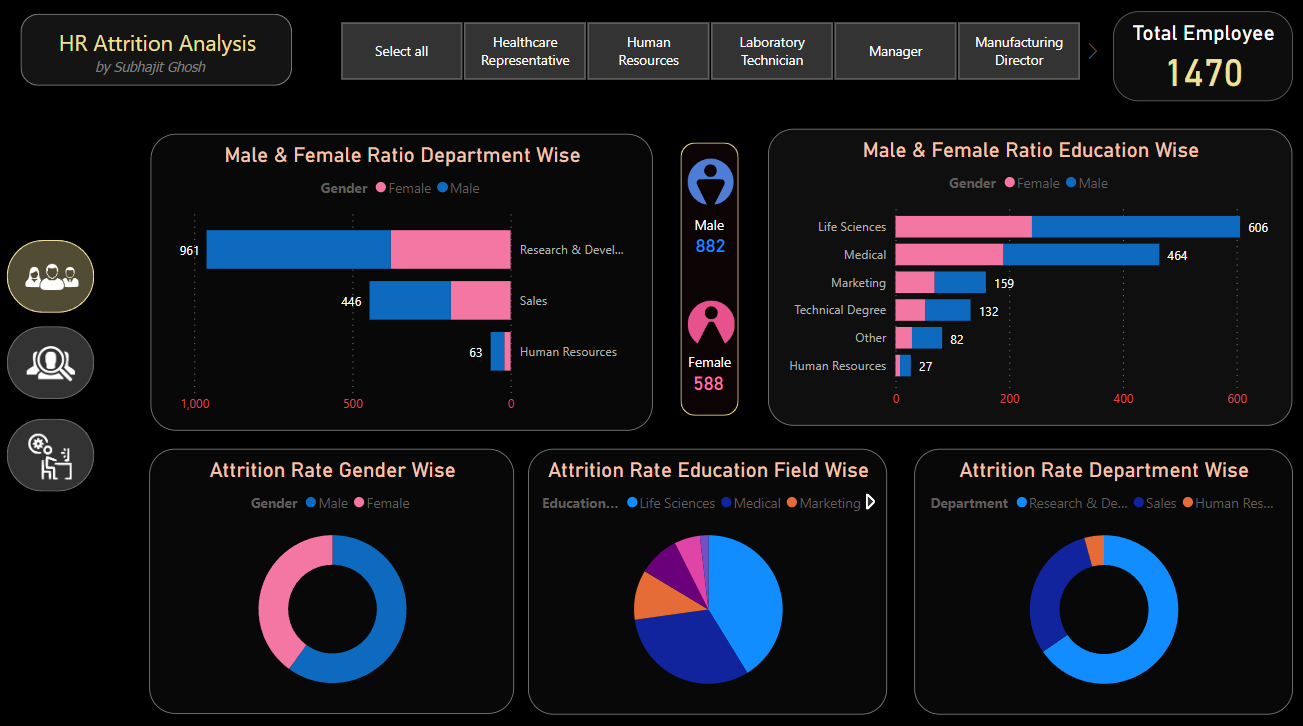 HR Attrition Analysis
by Subhajit Ghosh
Select all
Healthcare
Representative
Human
Resources
Laboratory
Technician
Manager
Manufacturing
Director
Total Employee
1470
Male & Female Ratio Department Wise
Gender Female Male
961
Research & Devel...
446
Sales
63
Human Resources
1,000 500 0
Male
882
Female
588
Male & Female Ratio Education Wise
Gender Female Male
Life Sciences 606
Medical 464
Marketing 159
Technical Degree 132
Other 82
Human Resources 27
0 200 400 600
Attrition Rate Gender Wise
Gender Male Female
Attrition Rate Education Field Wise
Education... Life Sciences Medical Marketing
Attrition Rate Department Wise
Department Research & De... Sales Human Res...